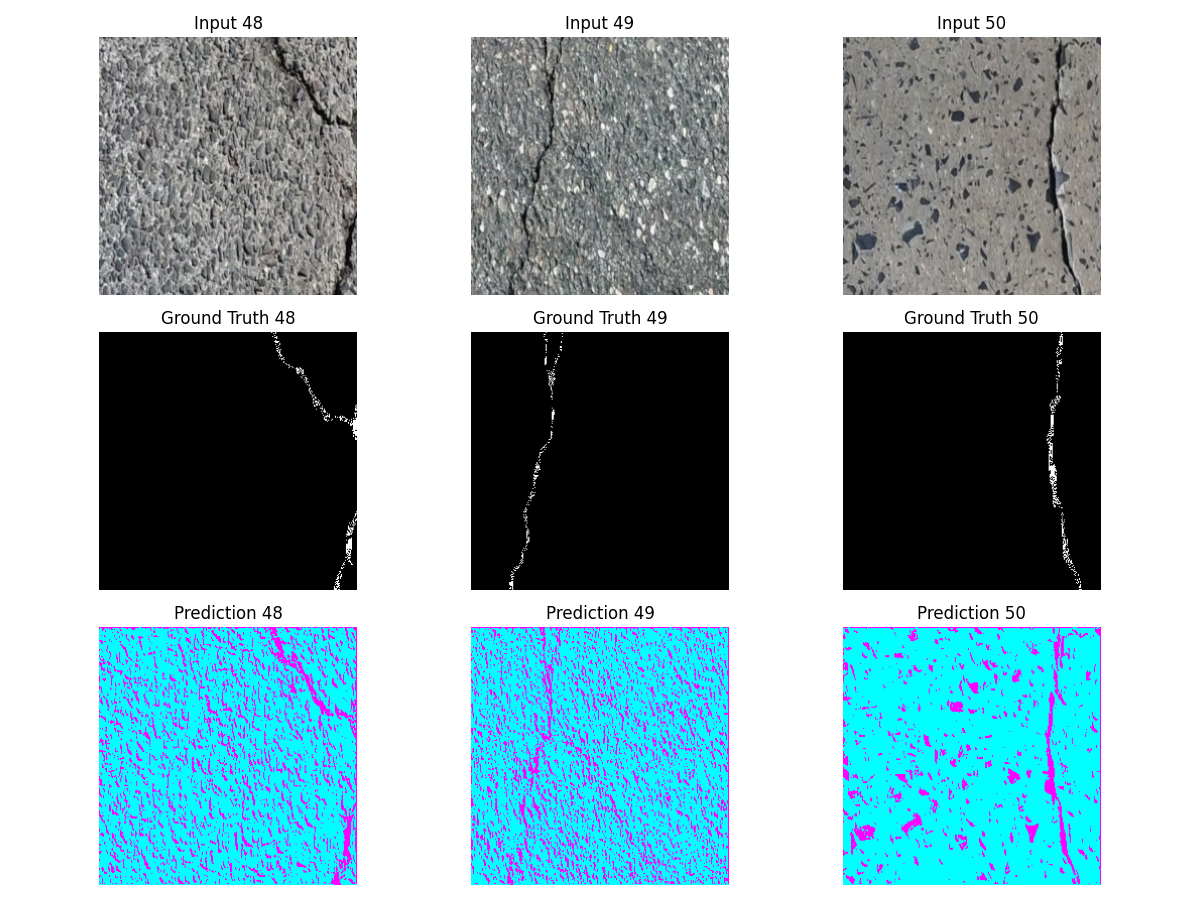 Input 48
Input 49
Input 50
Ground Truth 48
Ground Truth 49
Ground Truth 50
Prediction 48
Prediction 49
Prediction 50